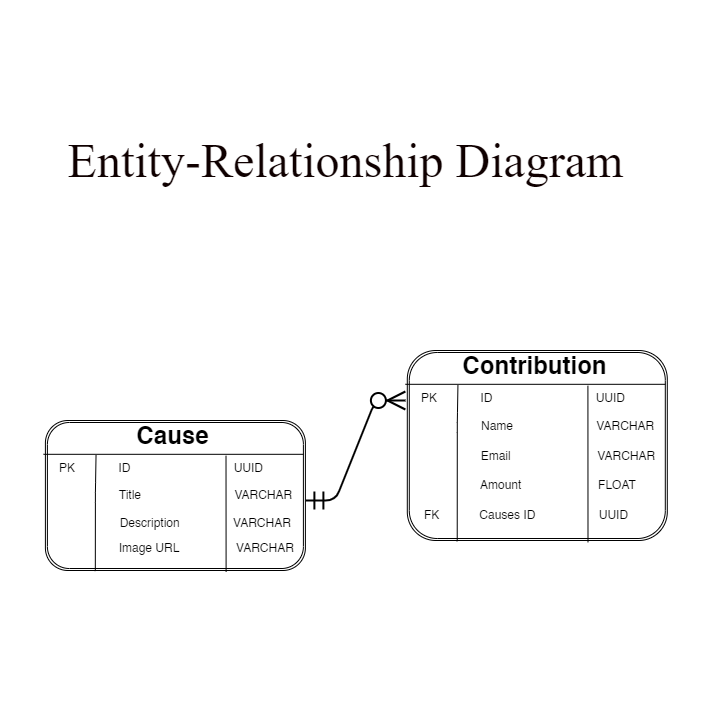 Entity-Relationship Diagram
Cause
PK ID UUID
Title VARCHAR
Description VARCHAR
Image URL VARCHAR
Contribution
PK ID UUID
Name VARCHAR
Email VARCHAR
Amount FLOAT
FK Causes ID UUID